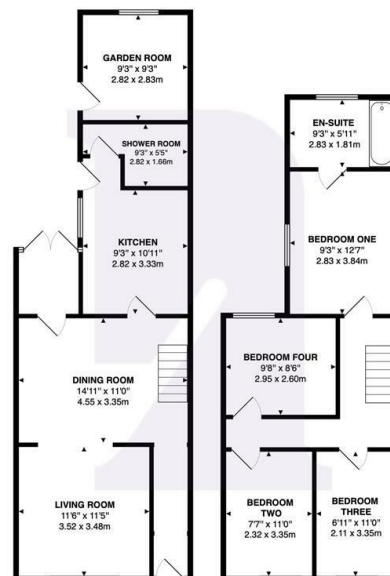 GARDEN ROOM
9'3" x 9'3"
2.82 x 2.83m
SHOWER ROOM
9'3" x 5'5"
2.82 x 1.66m
KITCHEN
9'3" x 10'11"
2.82 x 3.33m
DINING ROOM
14'11" x 11'0"
4.55 x 3.35m
LIVING ROOM
11'6" x 11'5"
3.52 x 3.48m
EN-SUITE
9'3" x 5'11"
2.83 x 1.81m
BEDROOM ONE
9'3" x 12'7"
2.83 x 3.84m
BEDROOM FOUR
9'8" x 8'6"
2.95 x 2.60m
BEDROOM
TWO
7'7" x 11'0"
2.32 x 3.35m
BEDROOM
THREE
6'11" x 11'0"
2.11 x 3.35m